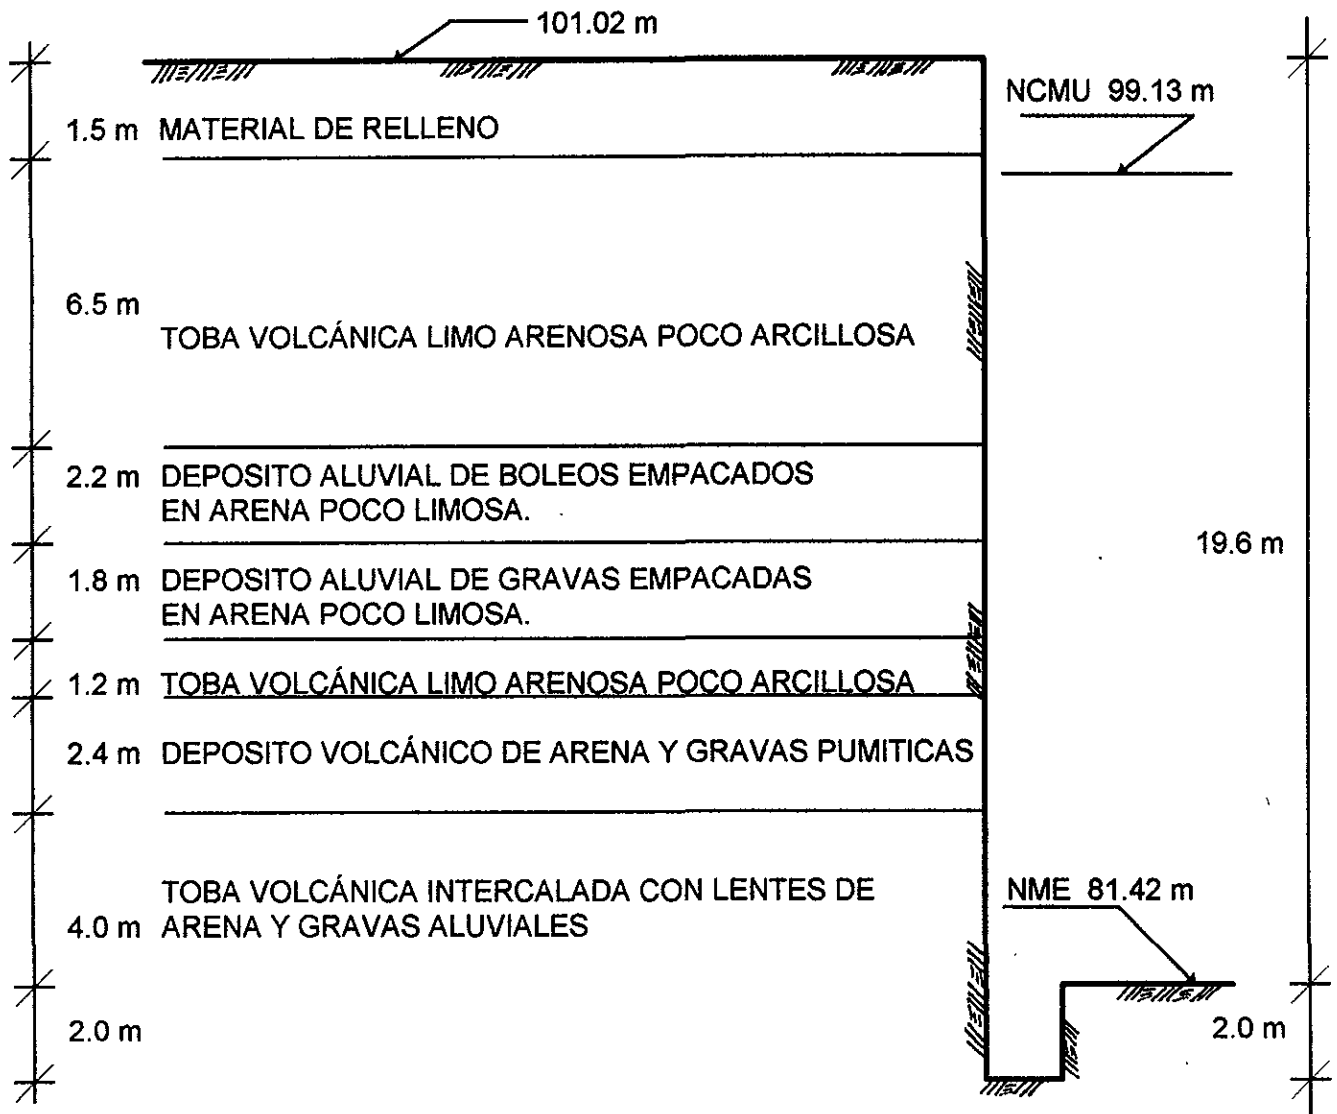 101.02 m
NCMU 99.13 m
1.5 m MATERIAL DE RELLENO
6.5 m
TOBA VOLCÁNICA LIMO ARENOSA POCO ARCILLOSA
2.2 m DEPOSITO ALUVIAL DE BOLEOS EMPACADOS
EN ARENA POCO LIMOSA.
19.6 m
1.8 m DEPOSITO ALUVIAL DE GRAVAS EMPACADAS
EN ARENA POCO LIMOSA.
1.2 m TOBA VOLCÁNICA LIMO ARENOSA POCO ARCILLOSA
2.4 m DEPOSITO VOLCÁNICO DE ARENA Y GRAVAS PUMITICAS
TOBA VOLCÁNICA INTERCALADA CON LENTES DE
4.0 m ARENA Y GRAVAS ALUVIALES
NME 81.42 m
2.0 m
2.0 m